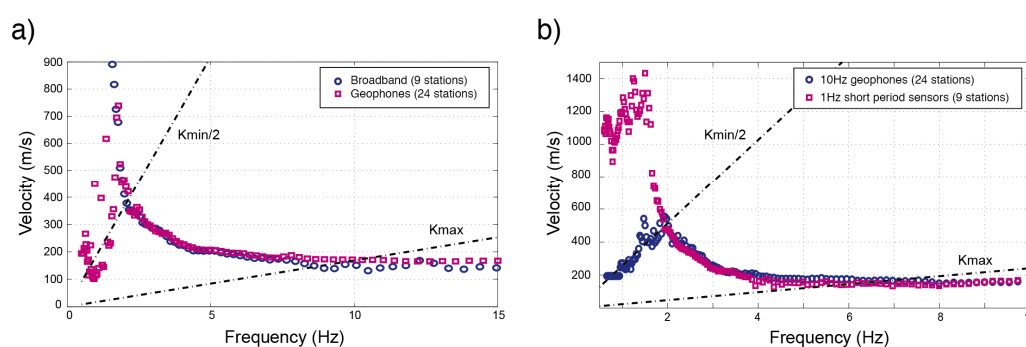 a)
900
800
700
600
500
400
300
200
100
0
Velocity (m/s)
Broadband (9 stations)
Geophones (24 stations)
Kmin/2
Kmax
0 5 10 15
Frequency (Hz)
b)
1400
1200
1000
800
600
400
200
0
Velocity (m/s)
10Hz geophones (24 stations)
1Hz short period sensors (9 stations)
Kmin/2
Kmax
2 4 6 8
Frequency (Hz)